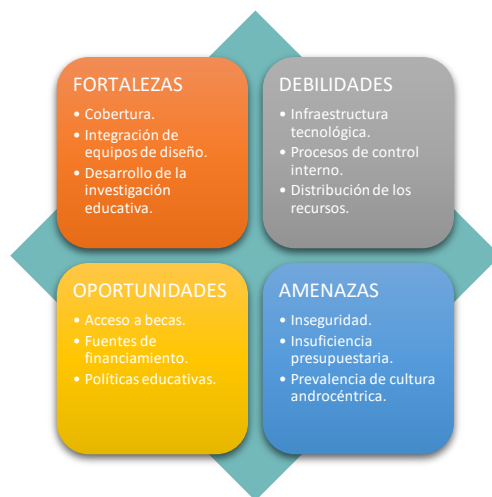 FORTALEZAS
• Cobertura.
• Integración de
equipos de diseño.
• Desarrollo de la
investigación
educativa.
DEBILIDADES
• Infraestructura
tecnológica.
• Procesos de control
interno.
• Distribución de los
recursos.
OPORTUNIDADES
• Acceso a becas.
• Fuentes de
financiamiento.
• Políticas educativas.
AMENAZAS
• Inseguridad.
• Insuficiencia
presupuestaria.
• Prevalencia de cultura
androcéntrica.